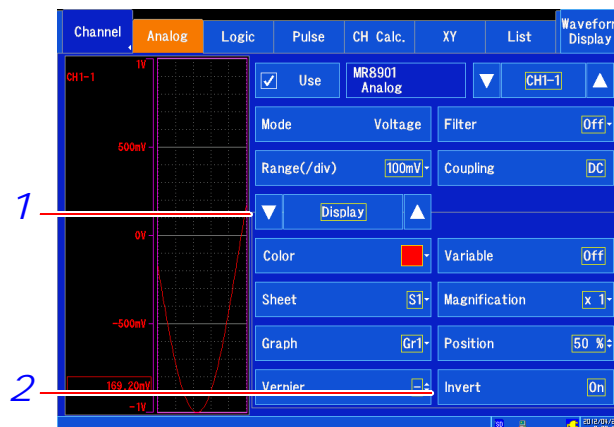 Channel Analog Logic Pulse CH Calc. XY List Waveform Display
CH1-1
1V
500mV
0V
-500mV
169.20mV
-1V
Use MR8901 Analog CH1-1
Mode Voltage Filter Off
Range(/div) 100mV Coupling DC
1
Display
Color Variable Off
Sheet S1 Magnification x 1
Graph Gr1 Position 50 %
2
Vernier - Invert On
SD